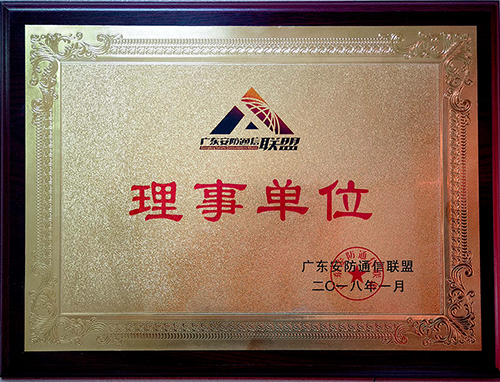 广东安防通信联盟
理事单位
广东安防通信联盟
二〇一八年一月